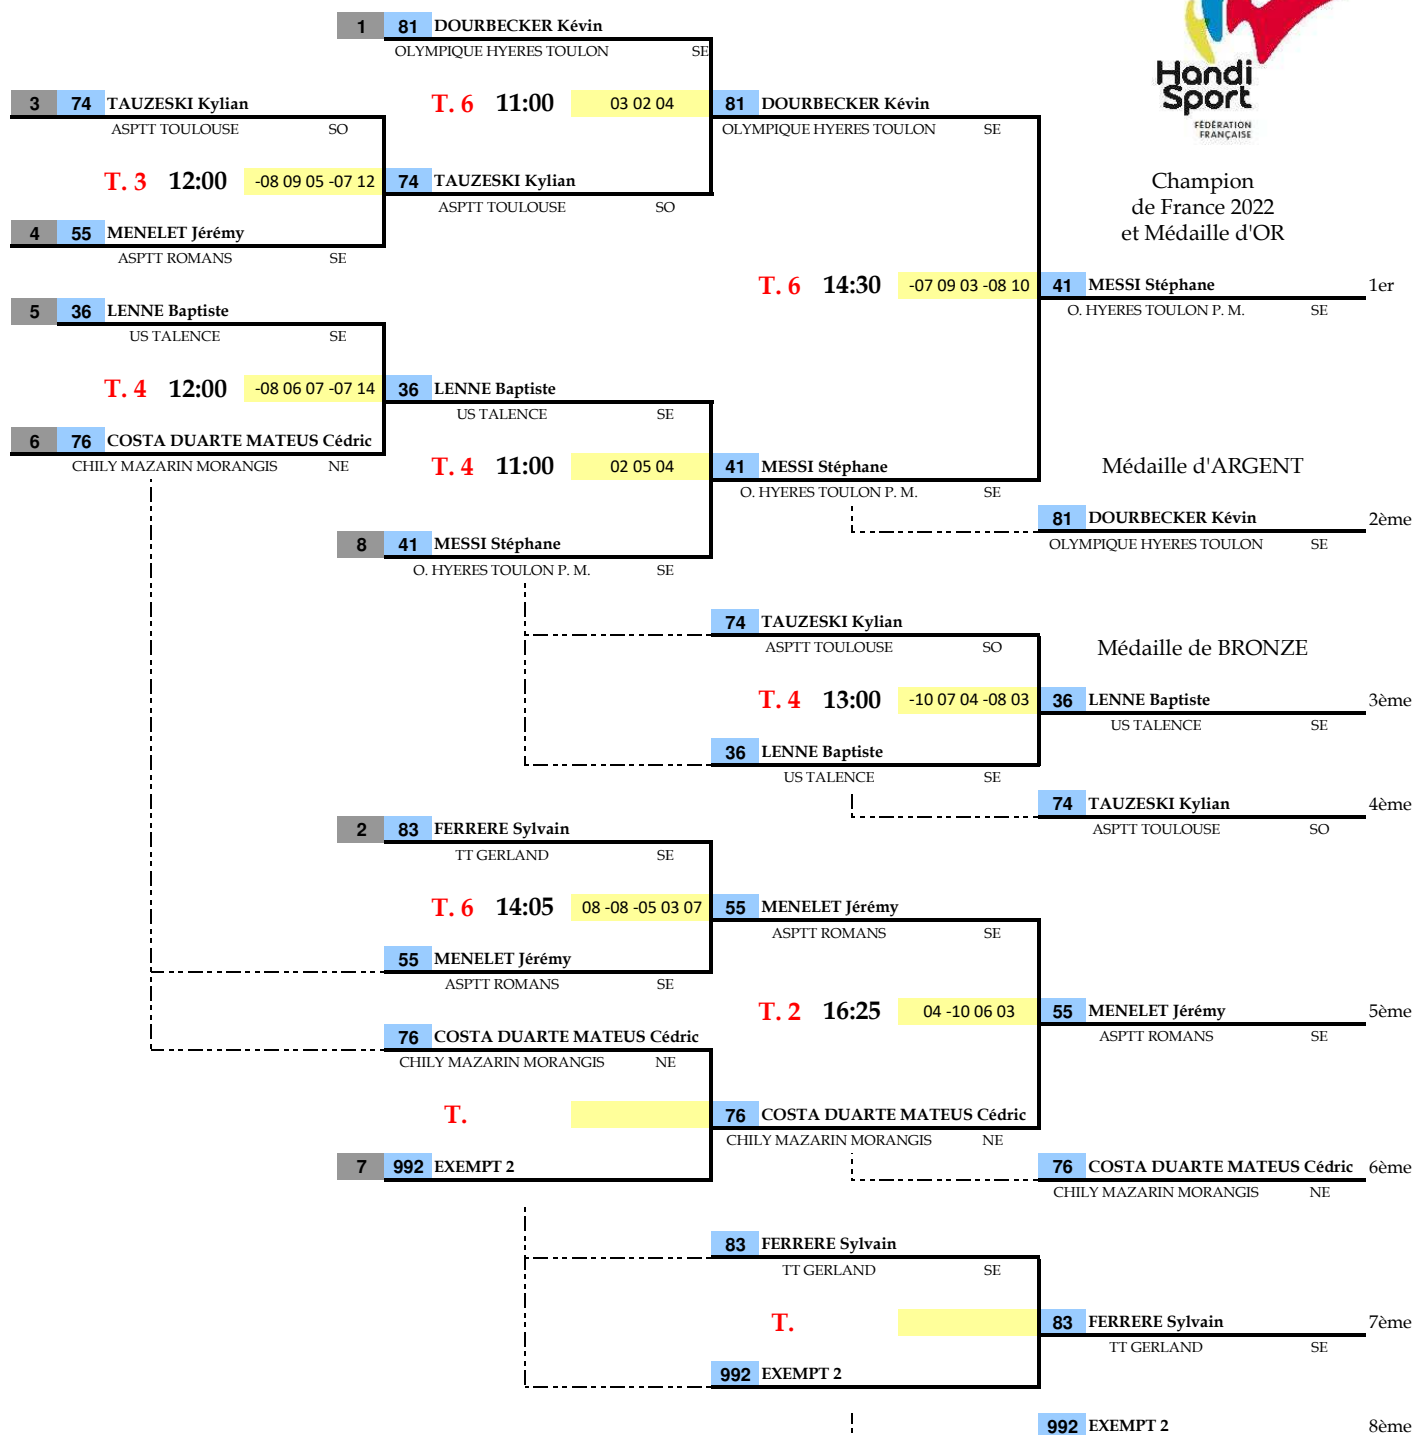 1 81 DOURBECKER Kévin
OLYMPIQUE HYERES TOULON SE
Handi
Sport
FÉDÉRATION
FRANÇAISE
3 74 TAUZESKI Kylian
T. 6 11:00 03 02 04
81 DOURBECKER Kévin
ASPTT TOULOUSE SO
OLYMPIQUE HYERES TOULON SE
T. 3 12:00 -08 09 05 -07 12
74 TAUZESKI Kylian
ASPTT TOULOUSE SO
Champion
de France 2022
et Médaille d'OR
4 55 MENELET Jérémy
ASPTT ROMANS SE
T. 6 14:30 -07 09 03 -08 10
41 MESSI Stéphane 1er
O. HYERES TOULON P. M. SE
5 36 LENNE Baptiste
US TALENCE SE
T. 4 12:00 -08 06 07 -07 14
36 LENNE Baptiste
US TALENCE SE
6 76 COSTA DUARTE MATEUS Cédric
CHILY MAZARIN MORANGIS NE
T. 4 11:00 02 05 04
41 MESSI Stéphane
O. HYERES TOULON P. M. SE
Médaille d'ARGENT
81 DOURBECKER Kévin 2ème
OLYMPIQUE HYERES TOULON SE
8 41 MESSI Stéphane
O. HYERES TOULON P. M. SE
74 TAUZESKI Kylian
ASPTT TOULOUSE SO
Médaille de BRONZE
T. 4 13:00 -10 07 04 -08 03
36 LENNE Baptiste 3ème
US TALENCE SE
36 LENNE Baptiste
US TALENCE SE
74 TAUZESKI Kylian 4ème
ASPTT TOULOUSE SO
2 83 FERRERE Sylvain
TT GERLAND SE
T. 6 14:05 08 -08 -05 03 07
55 MENELET Jérémy
ASPTT ROMANS SE
55 MENELET Jérémy
ASPTT ROMANS SE
T. 2 16:25 04 -10 06 03
55 MENELET Jérémy 5ème
ASPTT ROMANS SE
76 COSTA DUARTE MATEUS Cédric
CHILY MAZARIN MORANGIS NE
T.
76 COSTA DUARTE MATEUS Cédric
CHILY MAZARIN MORANGIS NE
7 992 EXEMPT 2
76 COSTA DUARTE MATEUS Cédric 6ème
CHILY MAZARIN MORANGIS NE
83 FERRERE Sylvain
TT GERLAND SE
T.
83 FERRERE Sylvain 7ème
TT GERLAND SE
992 EXEMPT 2
992 EXEMPT 2 8ème